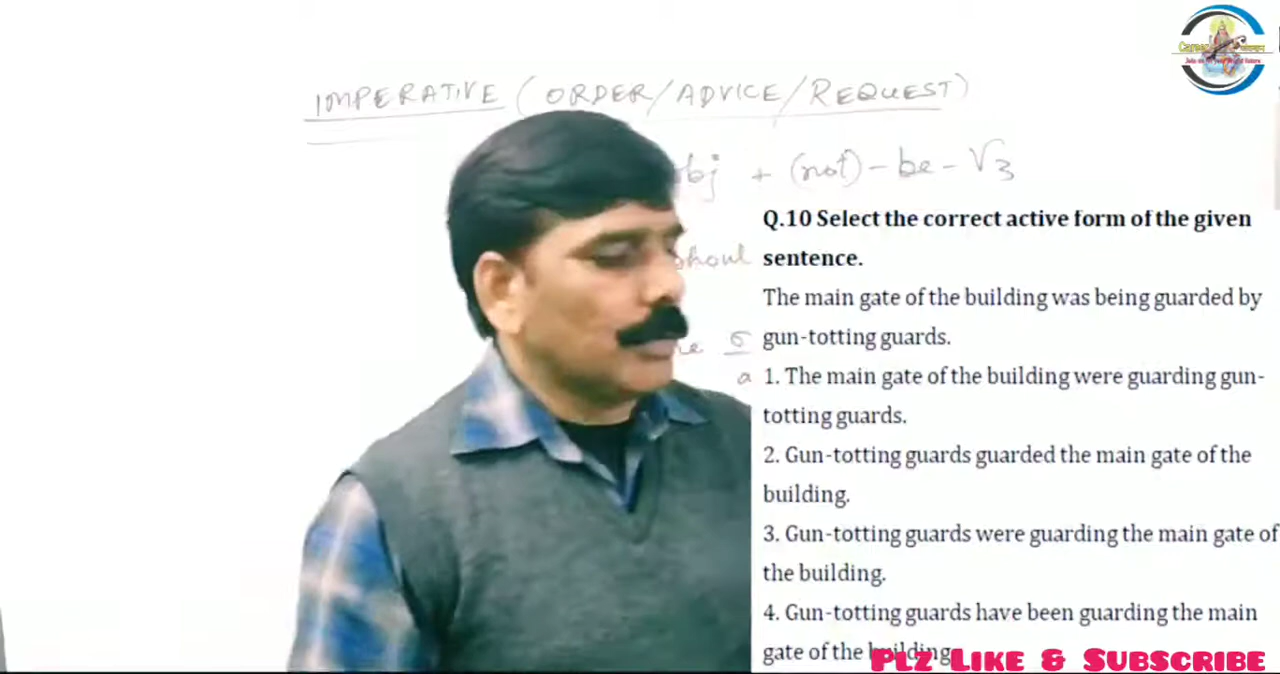 IMPERATIVE (ORDER/ADVICE/REQUEST)
obj + (not) - be - V3
Q.10 Select the correct active form of the given
sentence.
The main gate of the building was being guarded by
gun-totting guards.
1. The main gate of the building were guarding gun-
totting guards.
2. Gun-totting guards guarded the main gate of the
building.
3. Gun-totting guards were guarding the main gate of
the building.
4. Gun-totting guards have been guarding the main
gate of the building
Plz Like & Subscribe